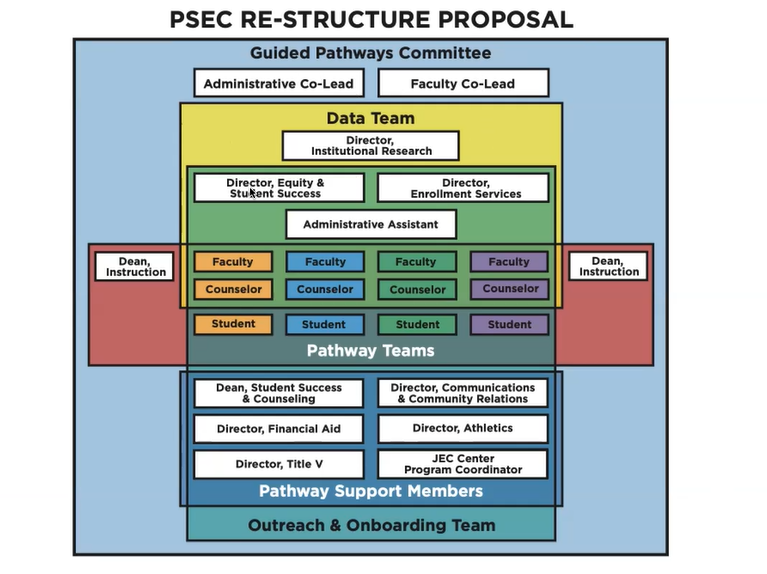 PSEC RE-STRUCTURE PROPOSAL
Guided Pathways Committee
Administrative Co-Lead
Faculty Co-Lead
Data Team
Director,
Institutional Research
Director, Equity &
Student Success
Director,
Enrollment Services
Administrative Assistant
Dean,
Instruction
Faculty
Faculty
Faculty
Faculty
Dean,
Instruction
Counselor
Counselor
Counselor
Counselor
Student
Student
Student
Student
Pathway Teams
Dean, Student Success
& Counseling
Director, Communications
& Community Relations
Director, Financial Aid
Director, Athletics
Director, Title V
JEC Center
Program Coordinator
Pathway Support Members
Outreach & Onboarding Team